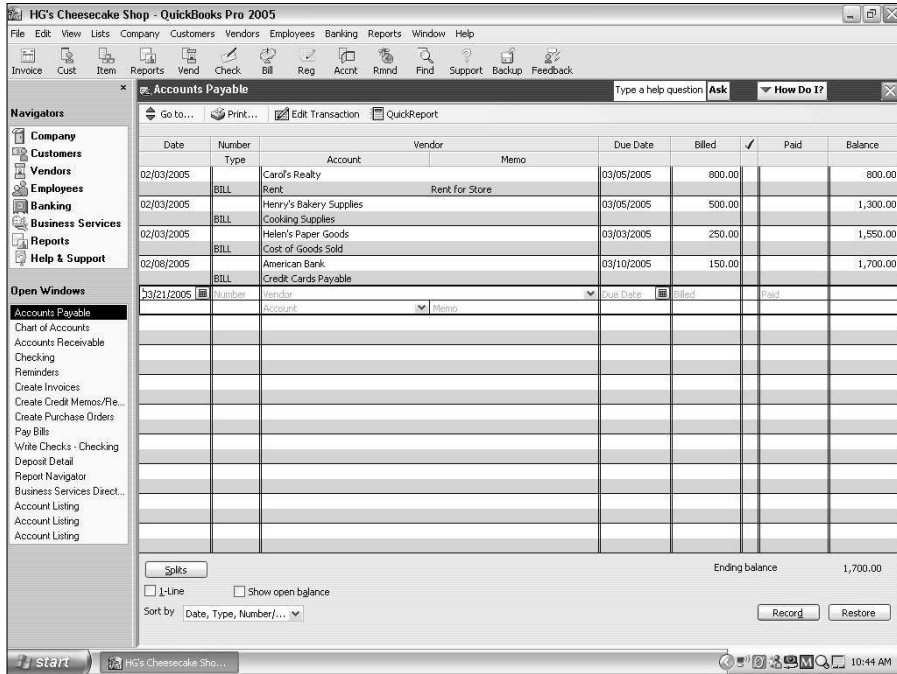 HG's Cheesecake Shop - QuickBooks Pro 2005
File Edit View Lists Company Customers Vendors Employees Banking Reports Window Help
Invoice Cust Item Reports Vend Check Bill Reg Accnt Rmnd Find Support Backup Feedback
Accounts Payable Type a help question Ask How Do I?
Navigators
Company
Customers
Vendors
Employees
Banking
Business Services
Reports
Help & Support
Open Windows
Accounts Payable
Chart of Accounts
Accounts Receivable
Checking
Reminders
Create Invoices
Create Credit Memos/Re...
Create Purchase Orders
Pay Bills
Write Checks - Checking
Deposit Detail
Report Navigator
Business Services Direct...
Account Listing
Account Listing
Account Listing
Go to... Print... Edit Transaction QuickReport
Date Number Vendor Due Date Billed ✓ Paid Balance
Type Account Memo
02/03/2005 Carol's Realty 03/05/2005 800.00 800.00
BILL Rent Rent for Store
02/03/2005 Henry's Bakery Supplies 03/05/2005 500.00 1,300.00
BILL Cooking Supplies
02/03/2005 Helen's Paper Goods 03/03/2005 250.00 1,550.00
BILL Cost of Goods Sold
02/08/2005 American Bank 03/10/2005 150.00 1,700.00
BILL Credit Cards Payable
03/21/2005 Number Vendor Due Date Billed Paid
Account Memo
Splits Ending balance 1,700.00
1-Line Show open balance
Sort by Date, Type, Number/... Record Restore
start HG's Cheesecake Sho... 10:44 AM